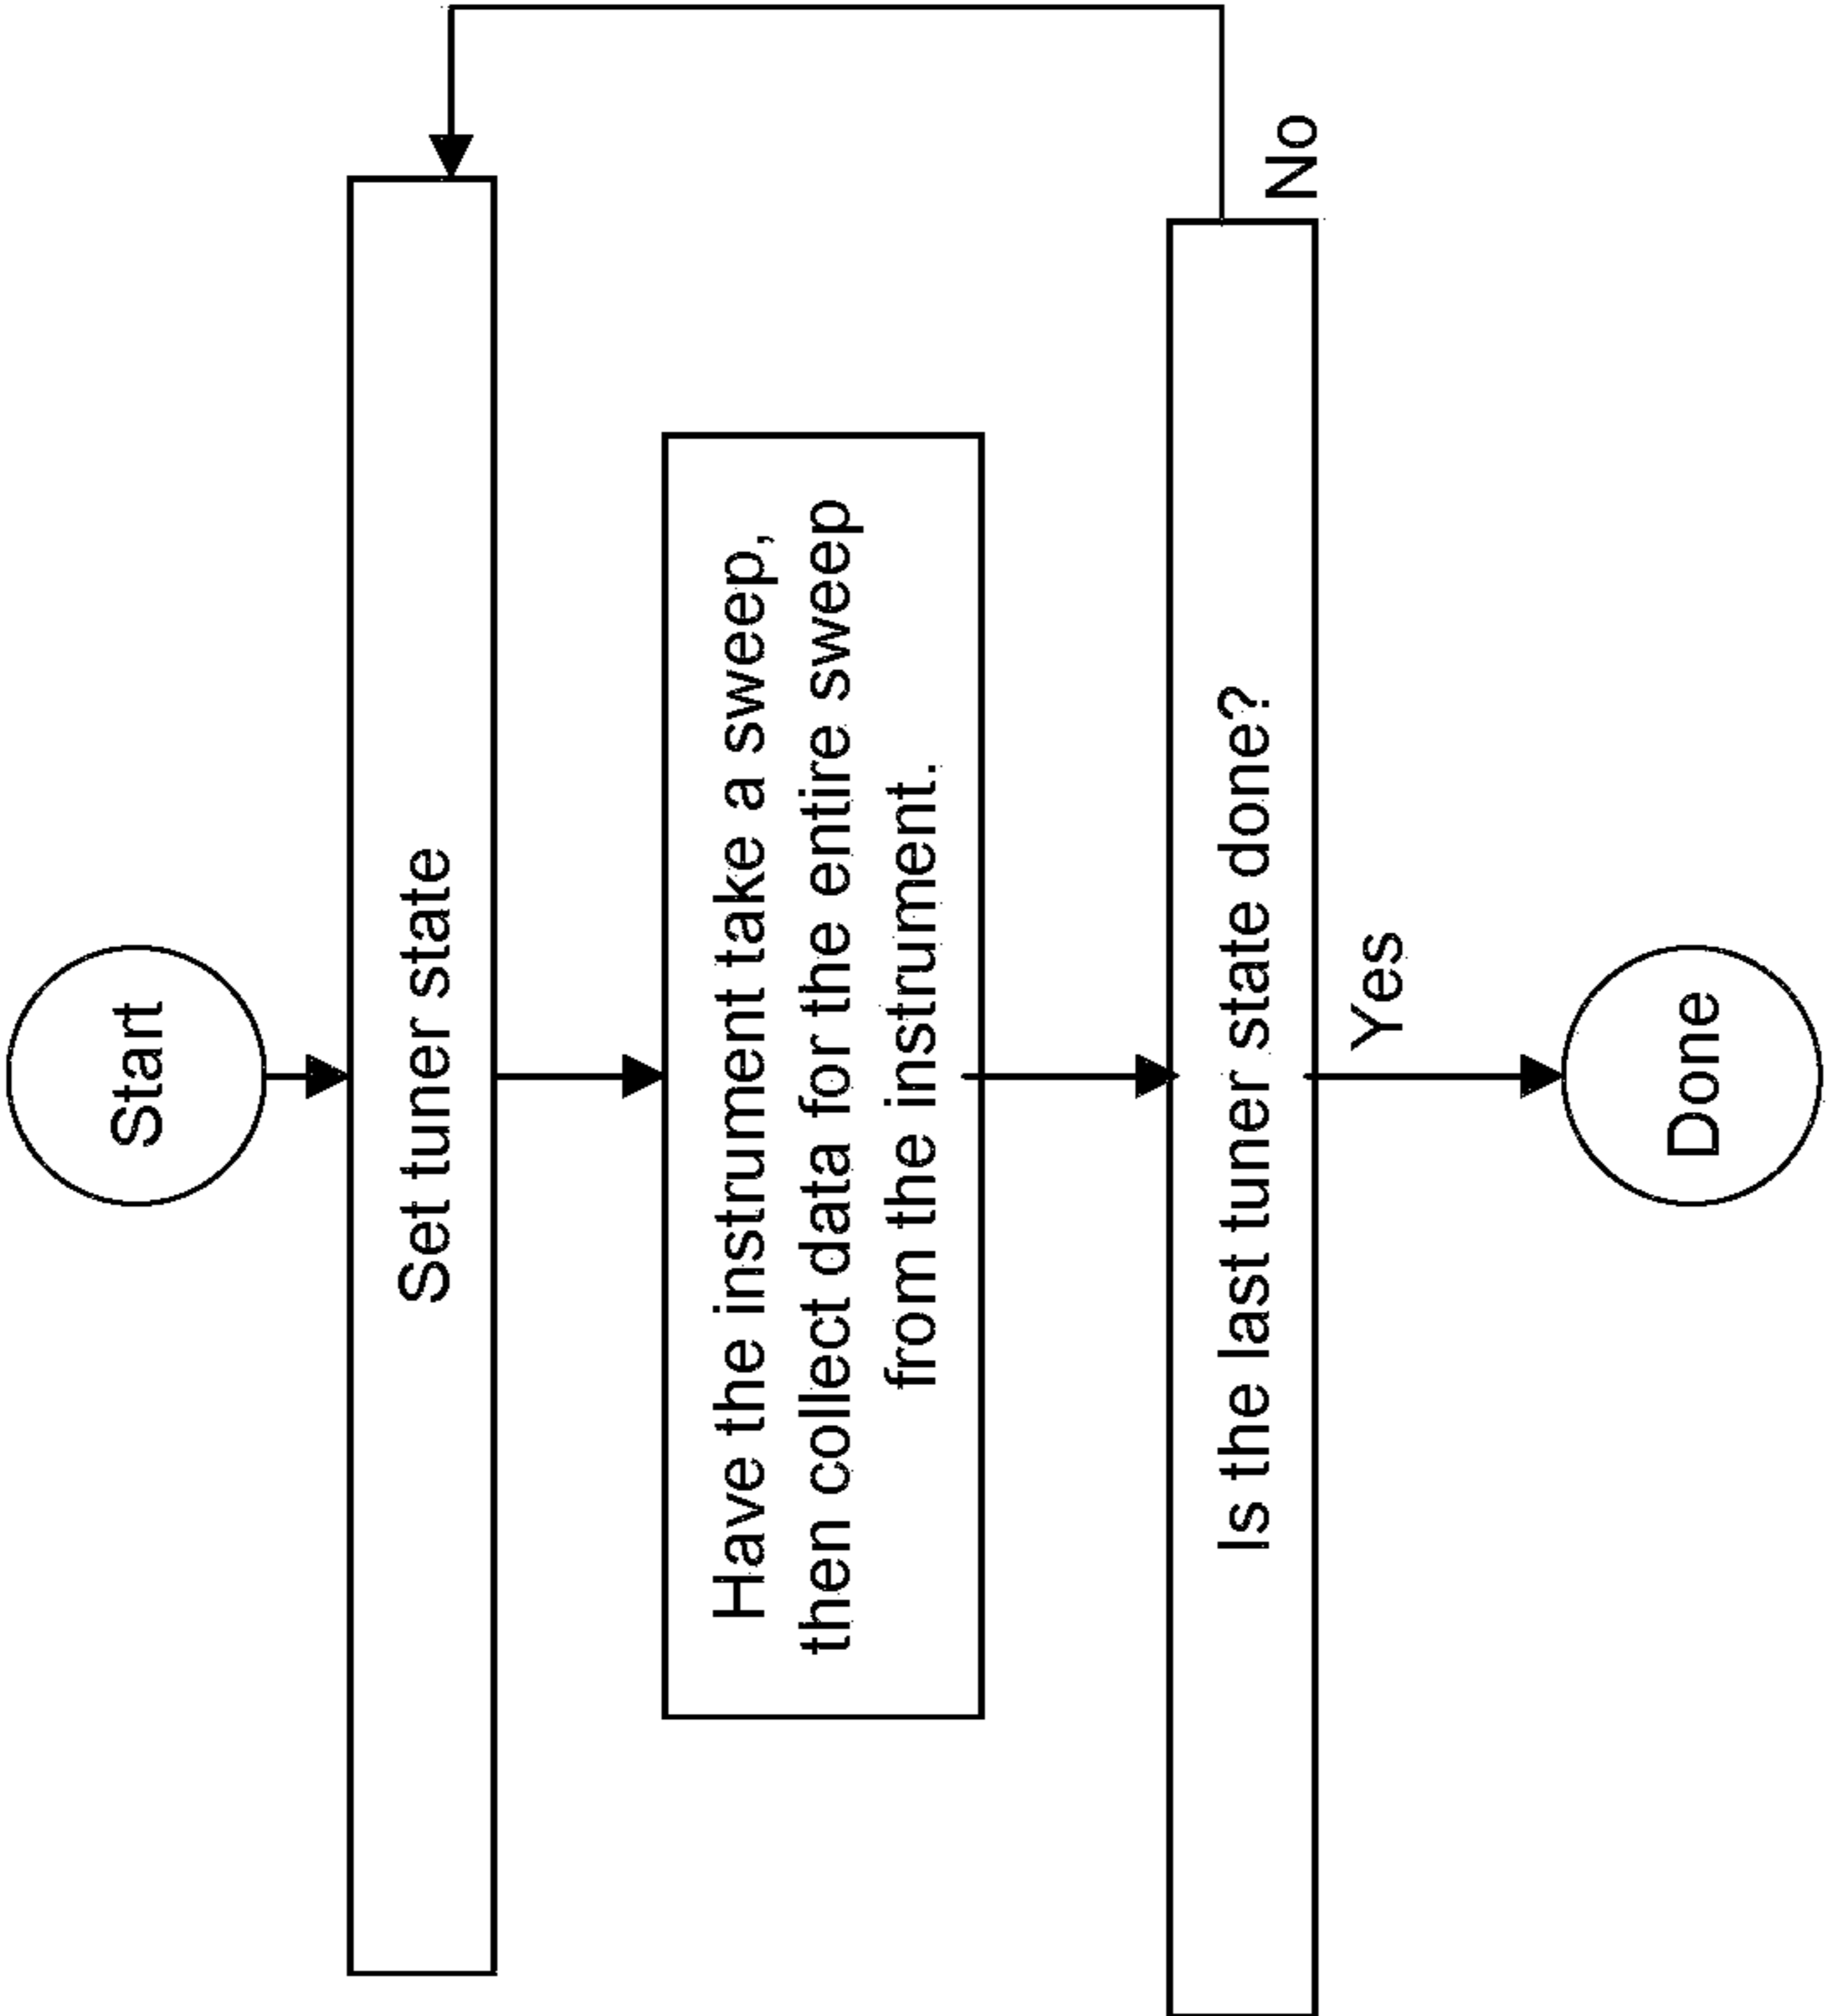 Start
Set tuner state
Have the instrument take a sweep,
then collect data for the entire sweep
from the instrument.
Is the last tuner state done?
No
Yes
Done